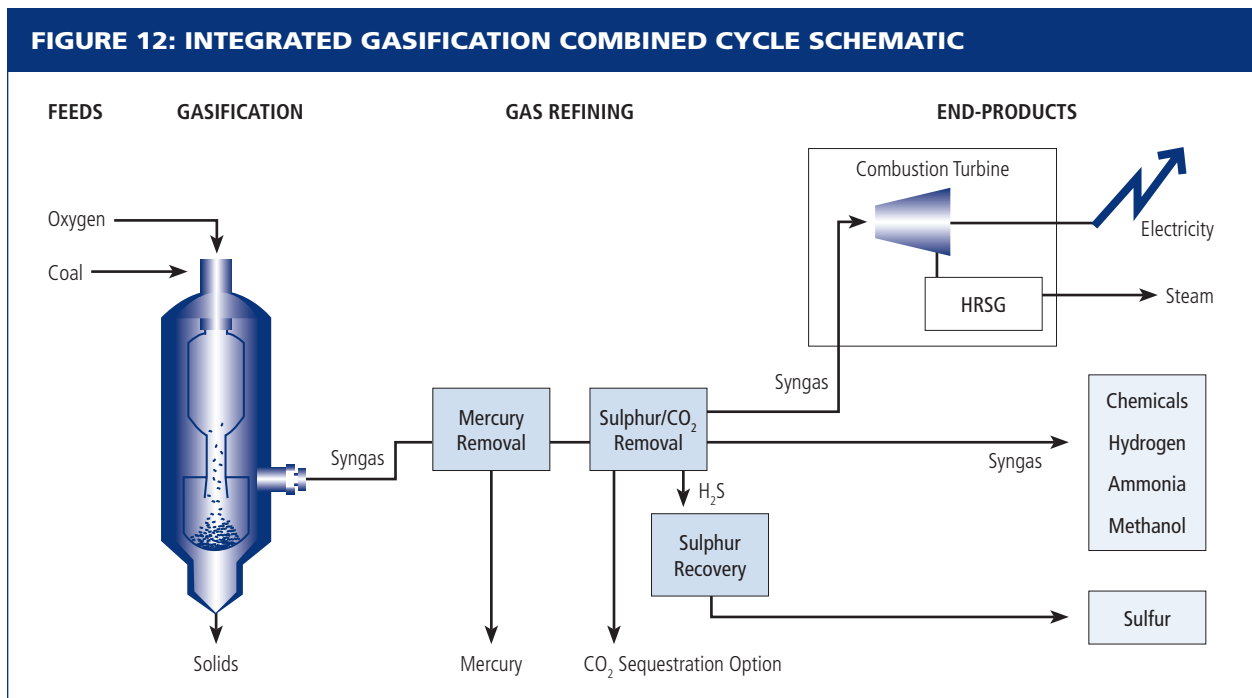 FIGURE 12: INTEGRATED GASIFICATION COMBINED CYCLE SCHEMATIC
FEEDS
GASIFICATION
GAS REFINING
END-PRODUCTS
Combustion Turbine
Oxygen
Coal
Electricity
HRSG
Steam
Syngas
Mercury
Removal
Sulphur/CO₂
Removal
Syngas
Syngas
Chemicals
Hydrogen
Ammonia
Methanol
H₂S
Sulphur
Recovery
Sulfur
Solids
Mercury
CO₂ Sequestration Option